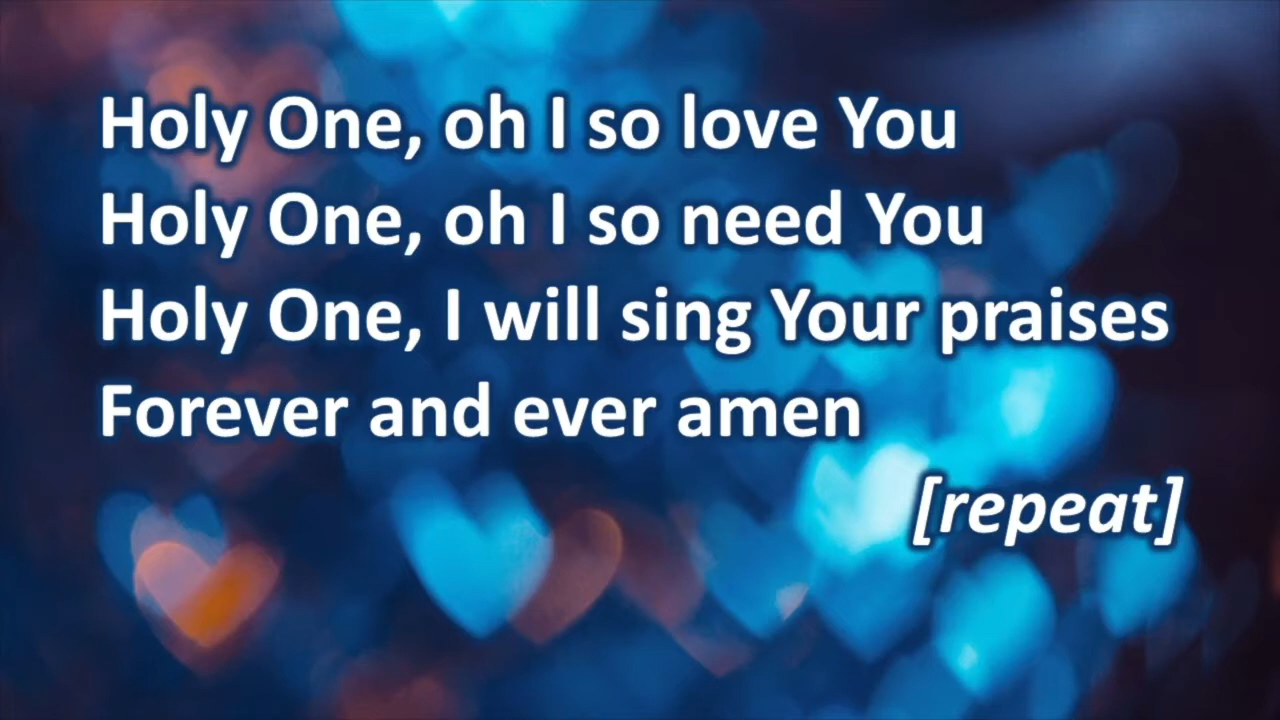 Holy One, oh I so love You
Holy One, oh I so need You
Holy One, I will sing Your praises
Forever and ever amen
[repeat]